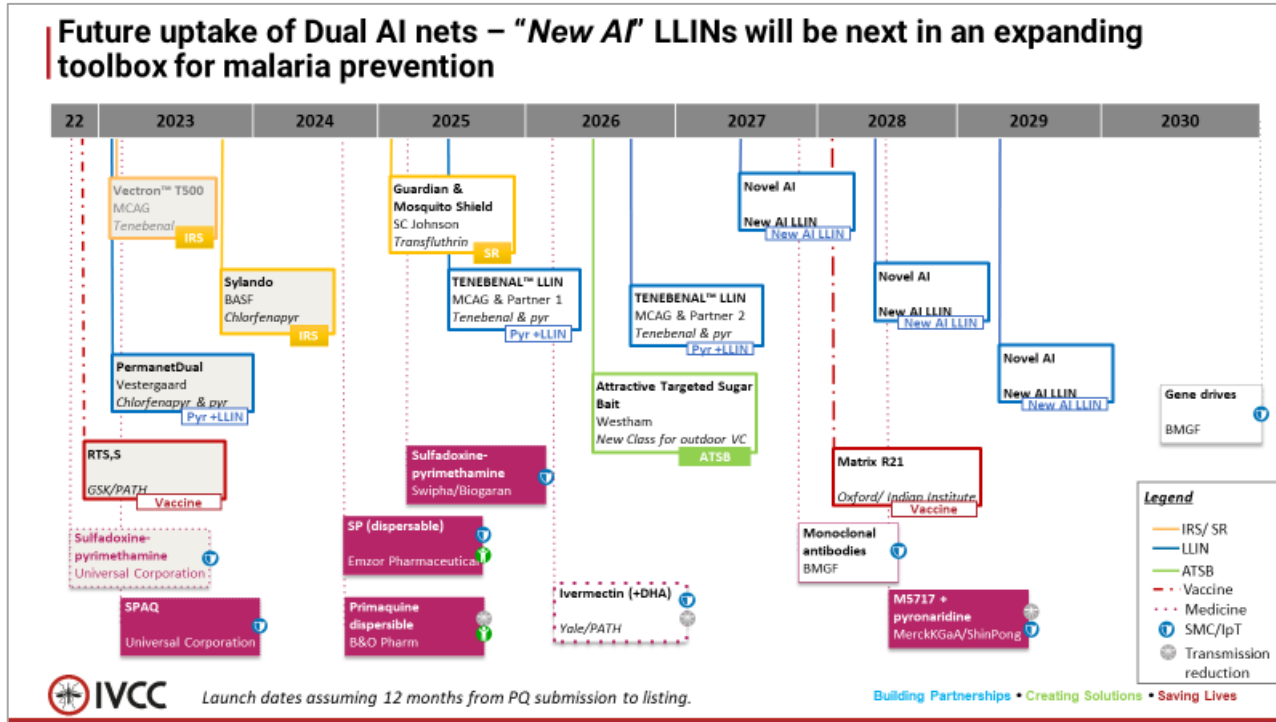 Future uptake of Dual AI nets – “New AI” LLINs will be next in an expanding
toolbox for malaria prevention
22 2023 2024 2025 2026 2027 2028 2029 2030
Vectron™ T500
MCAG
Tenebenal
IRS
Sylando
BASF
Chlorfenapyr
IRS
PermanetDual
Vestergaard
Chlorfenapyr & pyr
Pyr +LLIN
RTS,S
GSK/PATH
Vaccine
Sulfadoxine-
pyrimethamine
Universal Corporation
SPAQ
Universal Corporation
Guardian &
Mosquito Shield
SC Johnson
Transfluthrin
SR
TENEBENAL™ LLIN
MCAG & Partner 1
Tenebenal & pyr
Pyr +LLIN
Sulfadoxine-
pyrimethamine
Swipha/Biogaran
SP (dispersable)
Emzor Pharmaceutical
Primaquine
dispersible
B&O Pharm
TENEBENAL™ LLIN
MCAG & Partner 2
Tenebenal & pyr
Pyr +LLIN
Attractive Targeted Sugar
Bait
Westham
New Class for outdoor VC
ATSB
Ivermectin (+DHA)
Yale/PATH
Novel AI
New AI LLIN
New AI LLIN
Novel AI
New AI LLIN
New AI LLIN
Novel AI
New AI LLIN
New AI LLIN
Matrix R21
Oxford/ Indian Institute
Vaccine
Monoclonal
antibodies
BMGF
M5717 +
pyronaridine
MerckKGaA/ShinPong
Gene drives
BMGF
Legend
IRS/ SR
LLIN
ATSB
Vaccine
Medicine
SMC/IpT
Transmission
reduction
IVCC
Launch dates assuming 12 months from PQ submission to listing.
Building Partnerships • Creating Solutions • Saving Lives